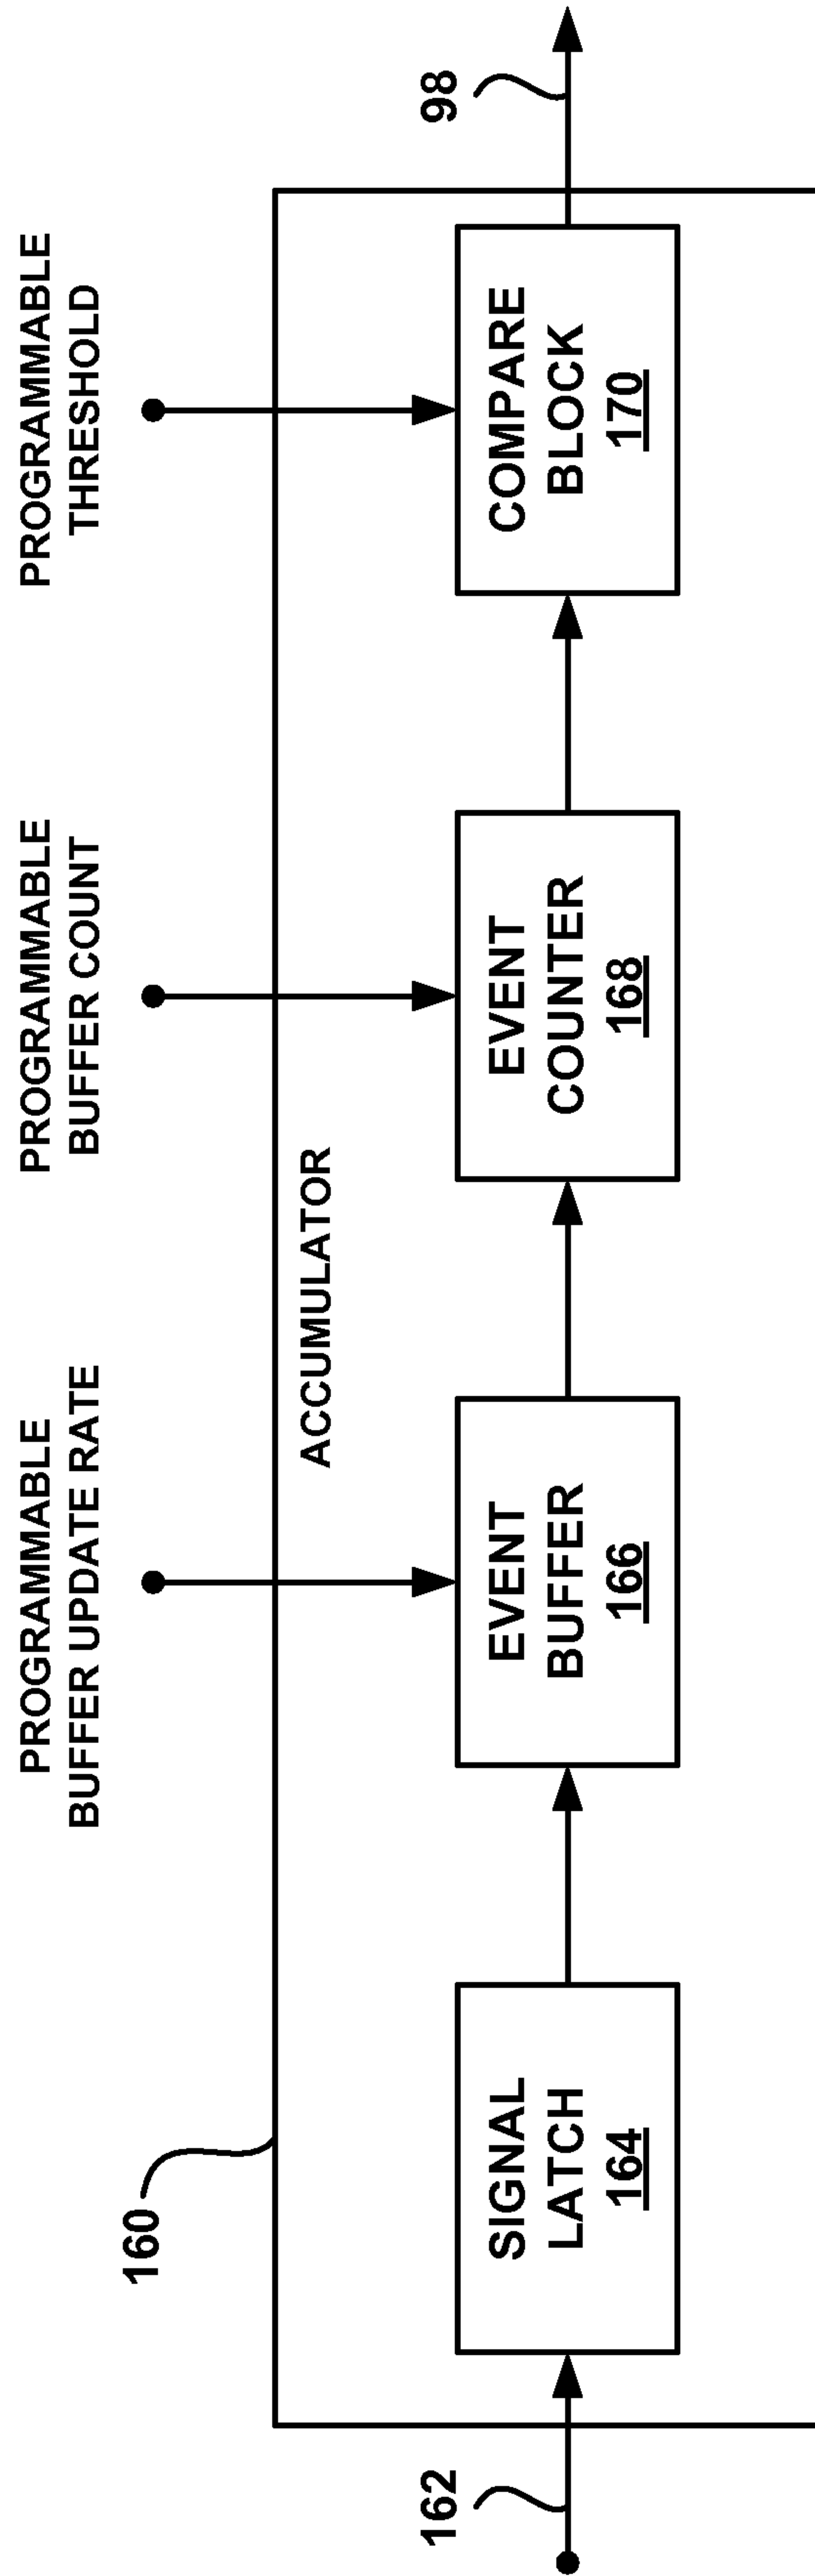 PROGRAMMABLE
BUFFER UPDATE RATE
PROGRAMMABLE
BUFFER COUNT
PROGRAMMABLE
THRESHOLD
160
ACCUMULATOR
162
SIGNAL
LATCH
164
EVENT
BUFFER
166
EVENT
COUNTER
168
COMPARE
BLOCK
170
98